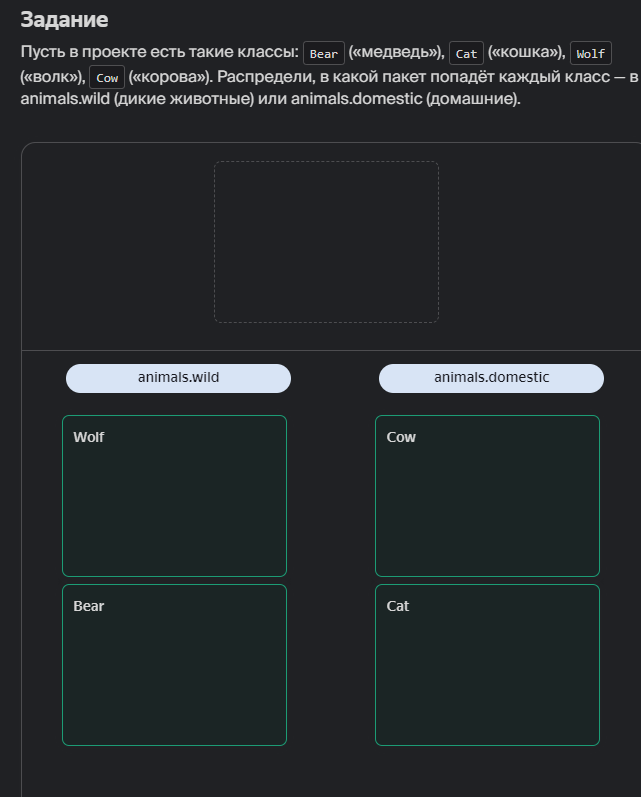 Задание
Пусть в проекте есть такие классы: Bear («медведь»), Cat («кошка»), Wolf
(«волк»), Cow («корова»). Распредели, в какой пакет попадёт каждый класс — в
animals.wild (дикие животные) или animals.domestic (домашние).
animals.wild
animals.domestic
Wolf
Cow
Bear
Cat